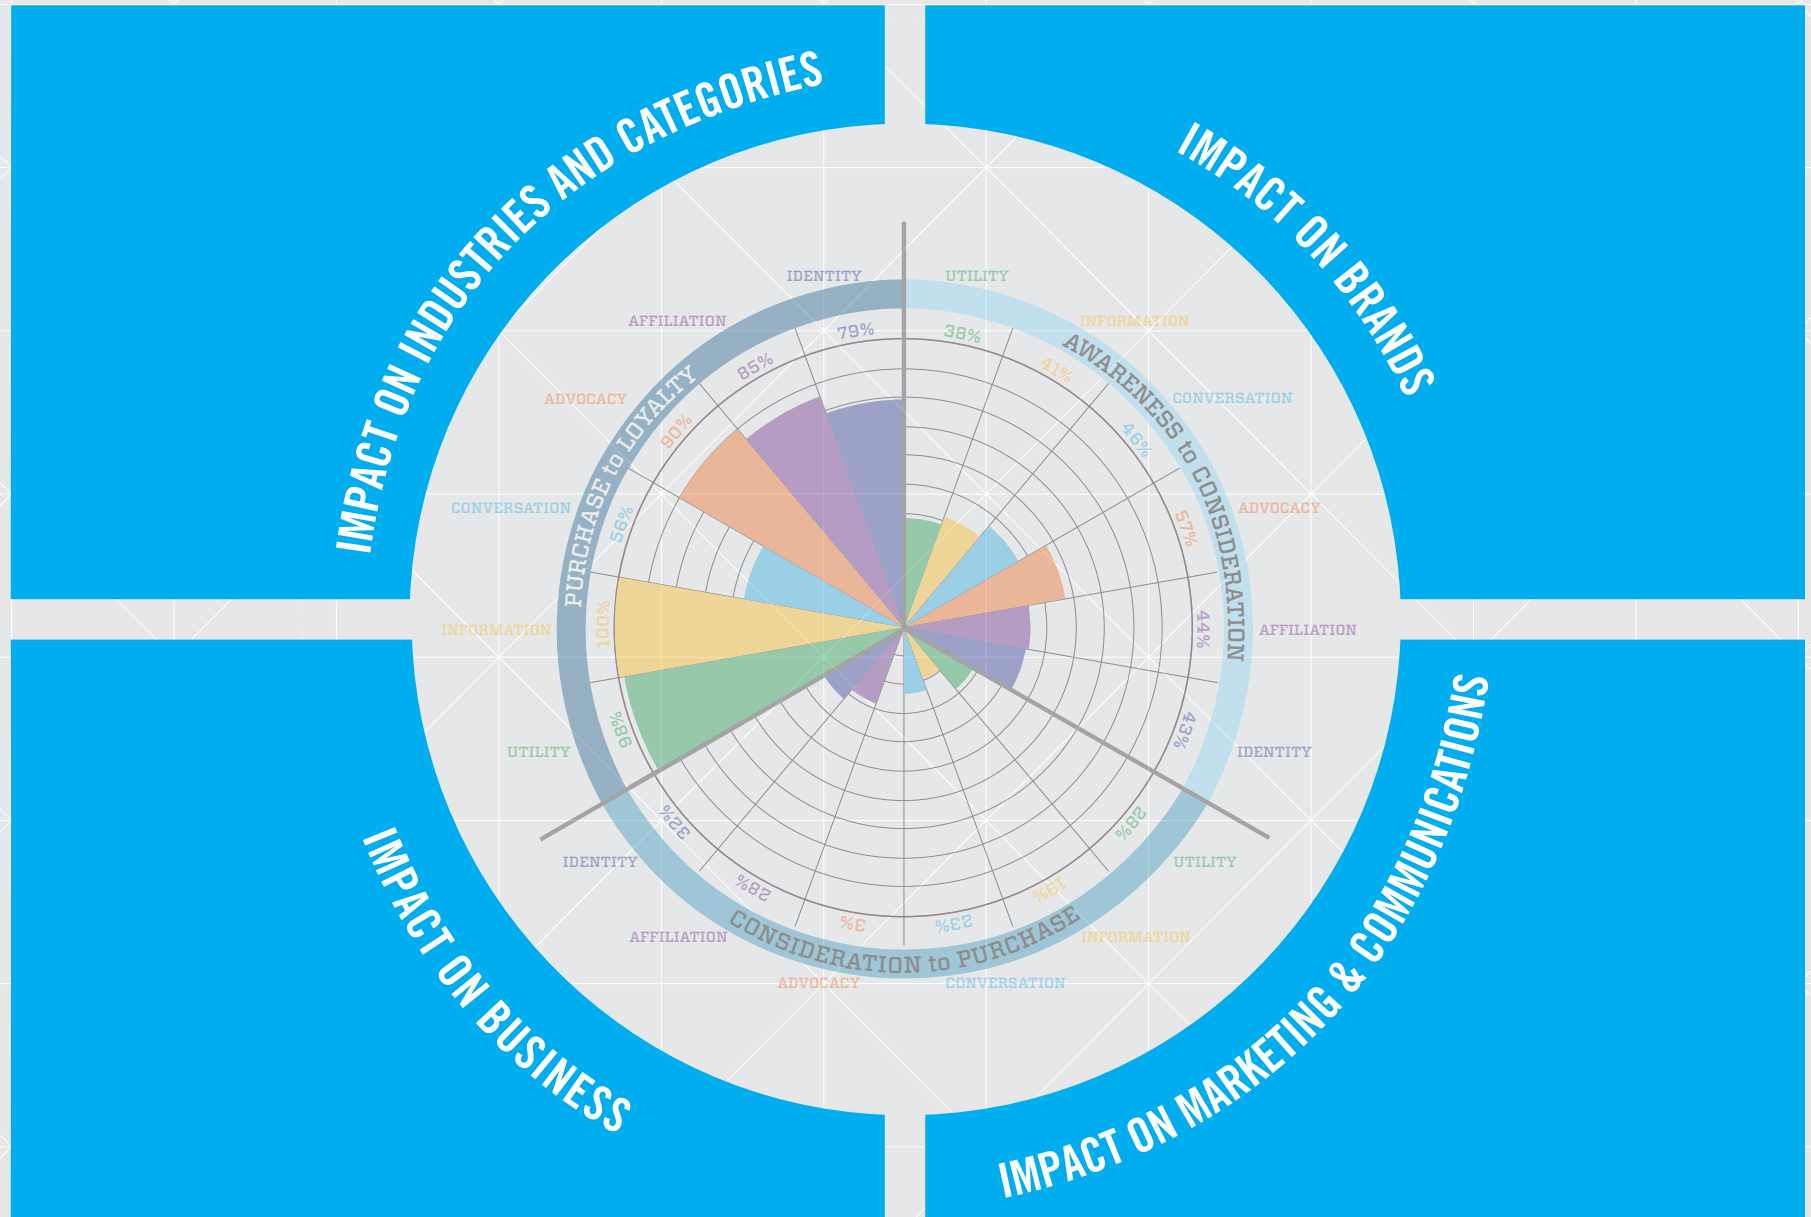 IMPACT ON INDUSTRIES AND CATEGORIES
IMPACT ON BRANDS
IMPACT ON MARKETING & COMMUNICATIONS
IMPACT ON BUSINESS
AWARENESS to CONSIDERATION
UTILITY
38%
INFORMATION
41%
CONVERSATION
46%
ADVOCACY
57%
AFFILIATION
44%
IDENTITY
43%
CONSIDERATION to PURCHASE
UTILITY
28%
INFORMATION
19%
CONVERSATION
23%
ADVOCACY
3%
AFFILIATION
28%
IDENTITY
32%
PURCHASE to LOYALTY
UTILITY
98%
INFORMATION
100%
CONVERSATION
56%
ADVOCACY
90%
AFFILIATION
85%
IDENTITY
79%